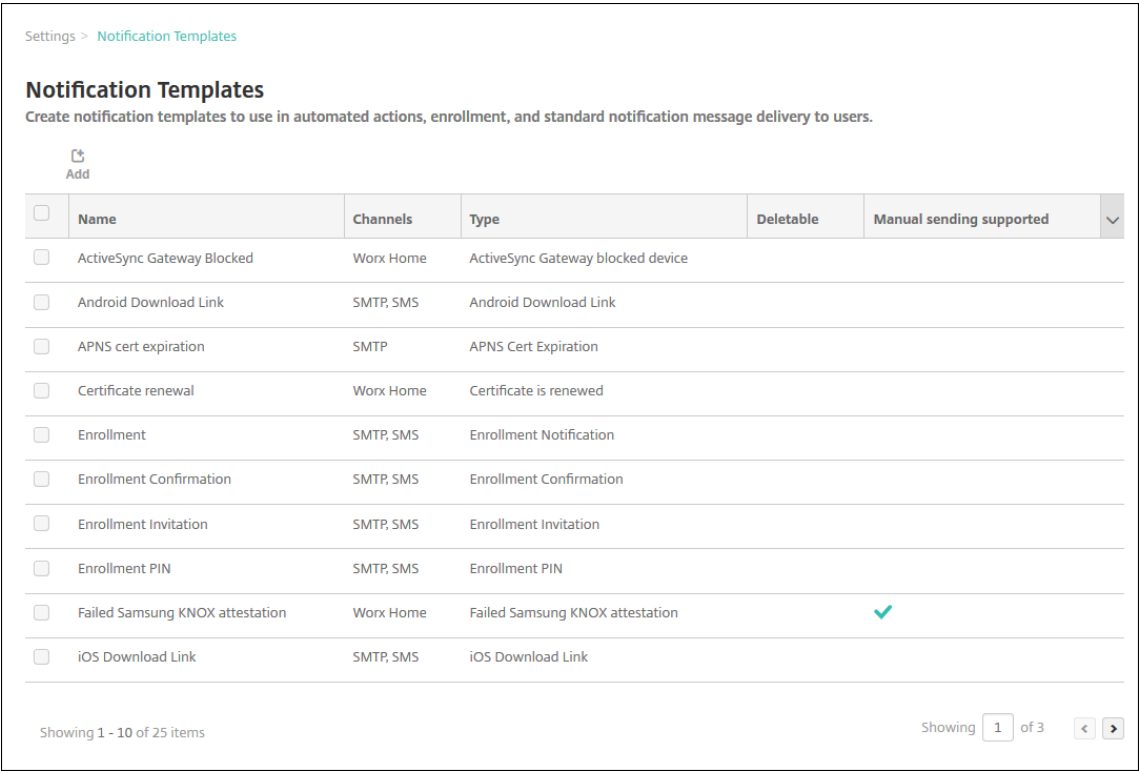 Settings > Notification Templates
Notification Templates
Create notification templates to use in automated actions, enrollment, and standard notification message delivery to users.
Add
Name Channels Type Deletable Manual sending supported
ActiveSync Gateway Blocked Worx Home ActiveSync Gateway blocked device
Android Download Link SMTP, SMS Android Download Link
APNS cert expiration SMTP APNS Cert Expiration
Certificate renewal Worx Home Certificate is renewed
Enrollment SMTP, SMS Enrollment Notification
Enrollment Confirmation SMTP, SMS Enrollment Confirmation
Enrollment Invitation SMTP, SMS Enrollment Invitation
Enrollment PIN SMTP, SMS Enrollment PIN
Failed Samsung KNOX attestation Worx Home Failed Samsung KNOX attestation
iOS Download Link SMTP, SMS iOS Download Link
Showing 1 - 10 of 25 items Showing 1 of 3